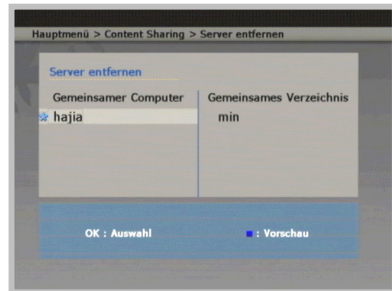 Hauptmenü > Content Sharing > Server entfernen
Server entfernen
Gemeinsamer Computer Gemeinsames Verzeichnis
hajia min
OK : Auswahl : Vorschau